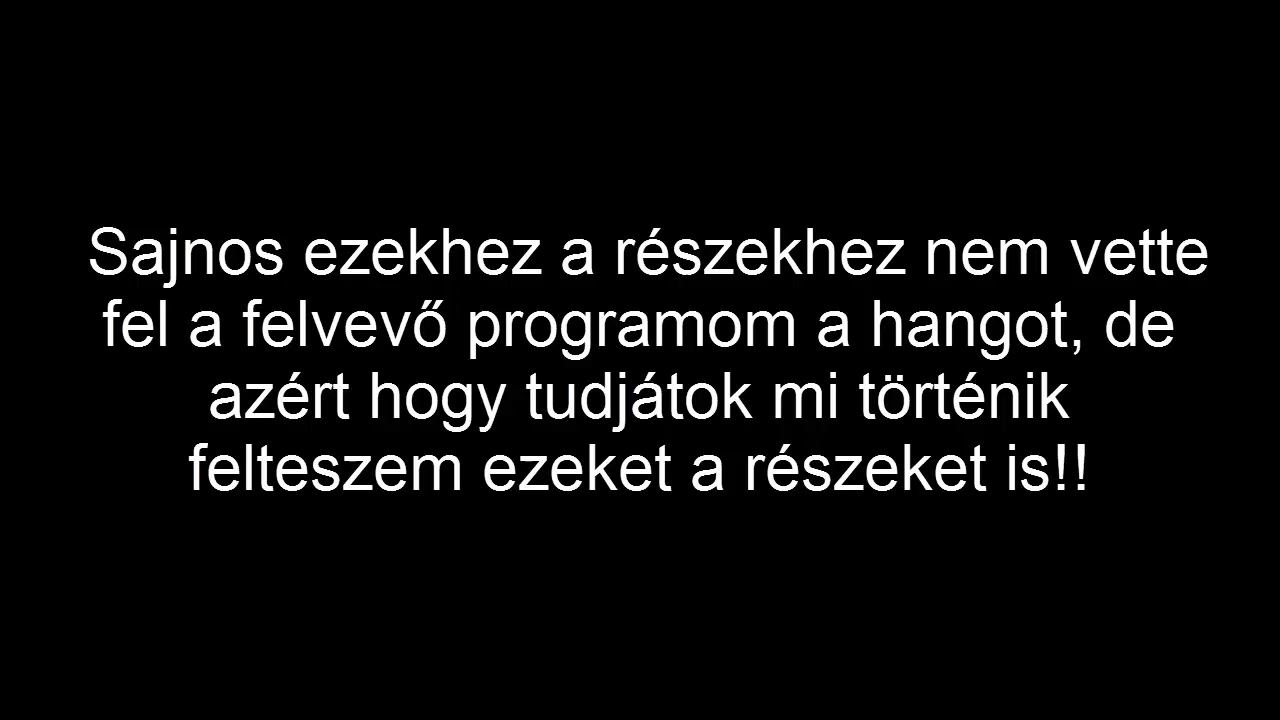 Sajnos ezekhez a részekhez nem vette
fel a felvevő programom a hangot, de
azért hogy tudjátok mi történik
felteszem ezeket a részeket is!!